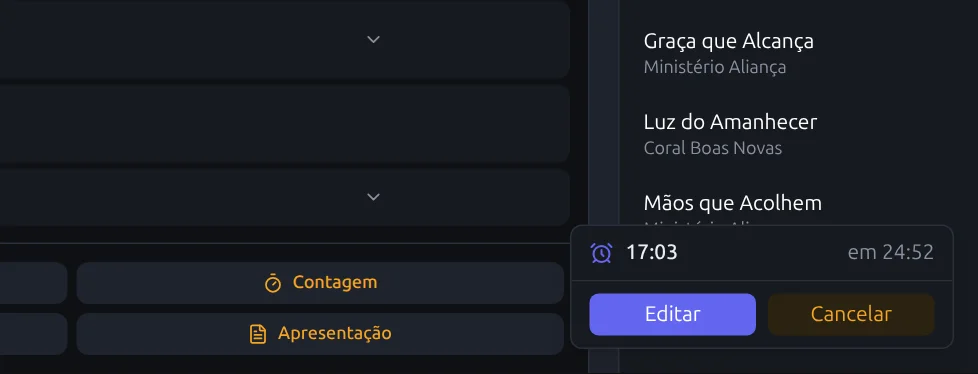 Graça que Alcança
Ministério Aliança
Luz do Amanhecer
Coral Boas Novas
Mãos que Acolhem
17:03
em 24:52
Editar
Cancelar
Contagem
Apresentação